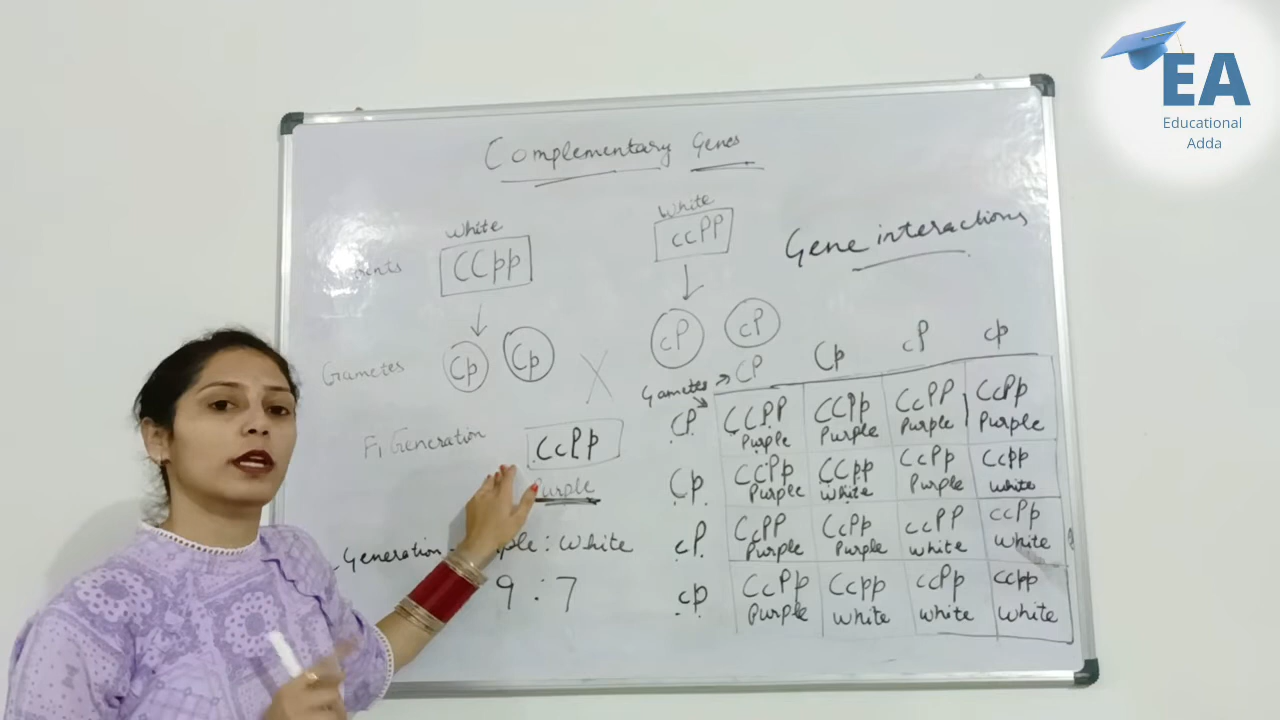 EA
Educational
Adda
Complementary Genes
White
White
CCpp
ccPP
Gene interactions
Cp
Cp
cP
cP
Gametes
F1 Generation
CcPp
Purple
Generation
: White
9 : 7
Gametes → CP Cp cP cp
CP CCPP CCPp CcPP CcPp
Purple Purple Purple Purple
Cp CCPp CCpp CcPp Ccpp
Purple White Purple White
cP CcPP CcPp ccPP ccPp
Purple Purple White White
cp CcPp Ccpp ccPp ccpp
Purple White White White